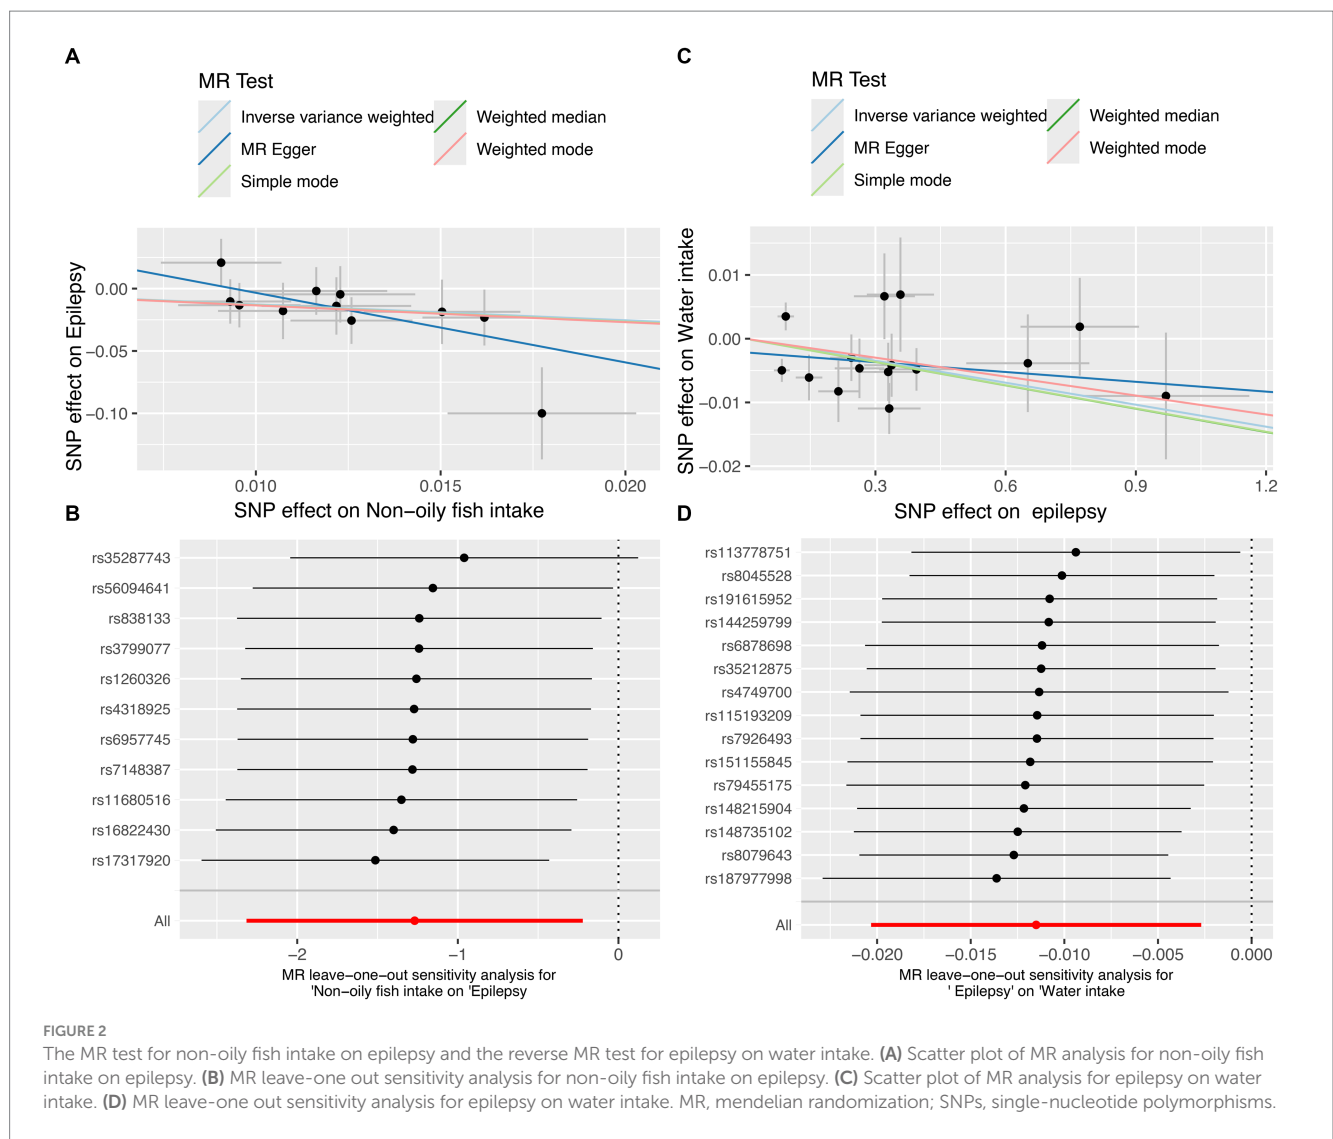 A
MR Test
Inverse variance weighted
Weighted median
MR Egger
Weighted mode
Simple mode
SNP effect on Epilepsy
0.00
−0.05
−0.10
0.010
0.015
0.020
SNP effect on Non−oily fish intake
B
rs35287743
rs56094641
rs838133
rs3799077
rs1260326
rs4318925
rs6957745
rs7148387
rs11680516
rs16822430
rs17317920
All
−2
−1
0
MR leave−one−out sensitivity analysis for
'Non−oily fish intake on 'Epilepsy
C
MR Test
Inverse variance weighted
Weighted median
MR Egger
Weighted mode
Simple mode
SNP effect on Water intake
0.01
0.00
−0.01
−0.02
0.3
0.6
0.9
1.2
SNP effect on  epilepsy
D
rs113778751
rs8045528
rs191615952
rs144259799
rs6878698
rs35212875
rs4749700
rs115193209
rs7926493
rs151155845
rs79455175
rs148215904
rs148735102
rs8079643
rs187977998
All
−0.020
−0.015
−0.010
−0.005
0.000
MR leave−one−out sensitivity analysis for
' Epilepsy' on 'Water intake
FIGURE 2
The MR test for non-oily fish intake on epilepsy and the reverse MR test for epilepsy on water intake. (A) Scatter plot of MR analysis for non-oily fish
intake on epilepsy. (B) MR leave-one out sensitivity analysis for non-oily fish intake on epilepsy. (C) Scatter plot of MR analysis for epilepsy on water
intake. (D) MR leave-one out sensitivity analysis for epilepsy on water intake. MR, mendelian randomization; SNPs, single-nucleotide polymorphisms.